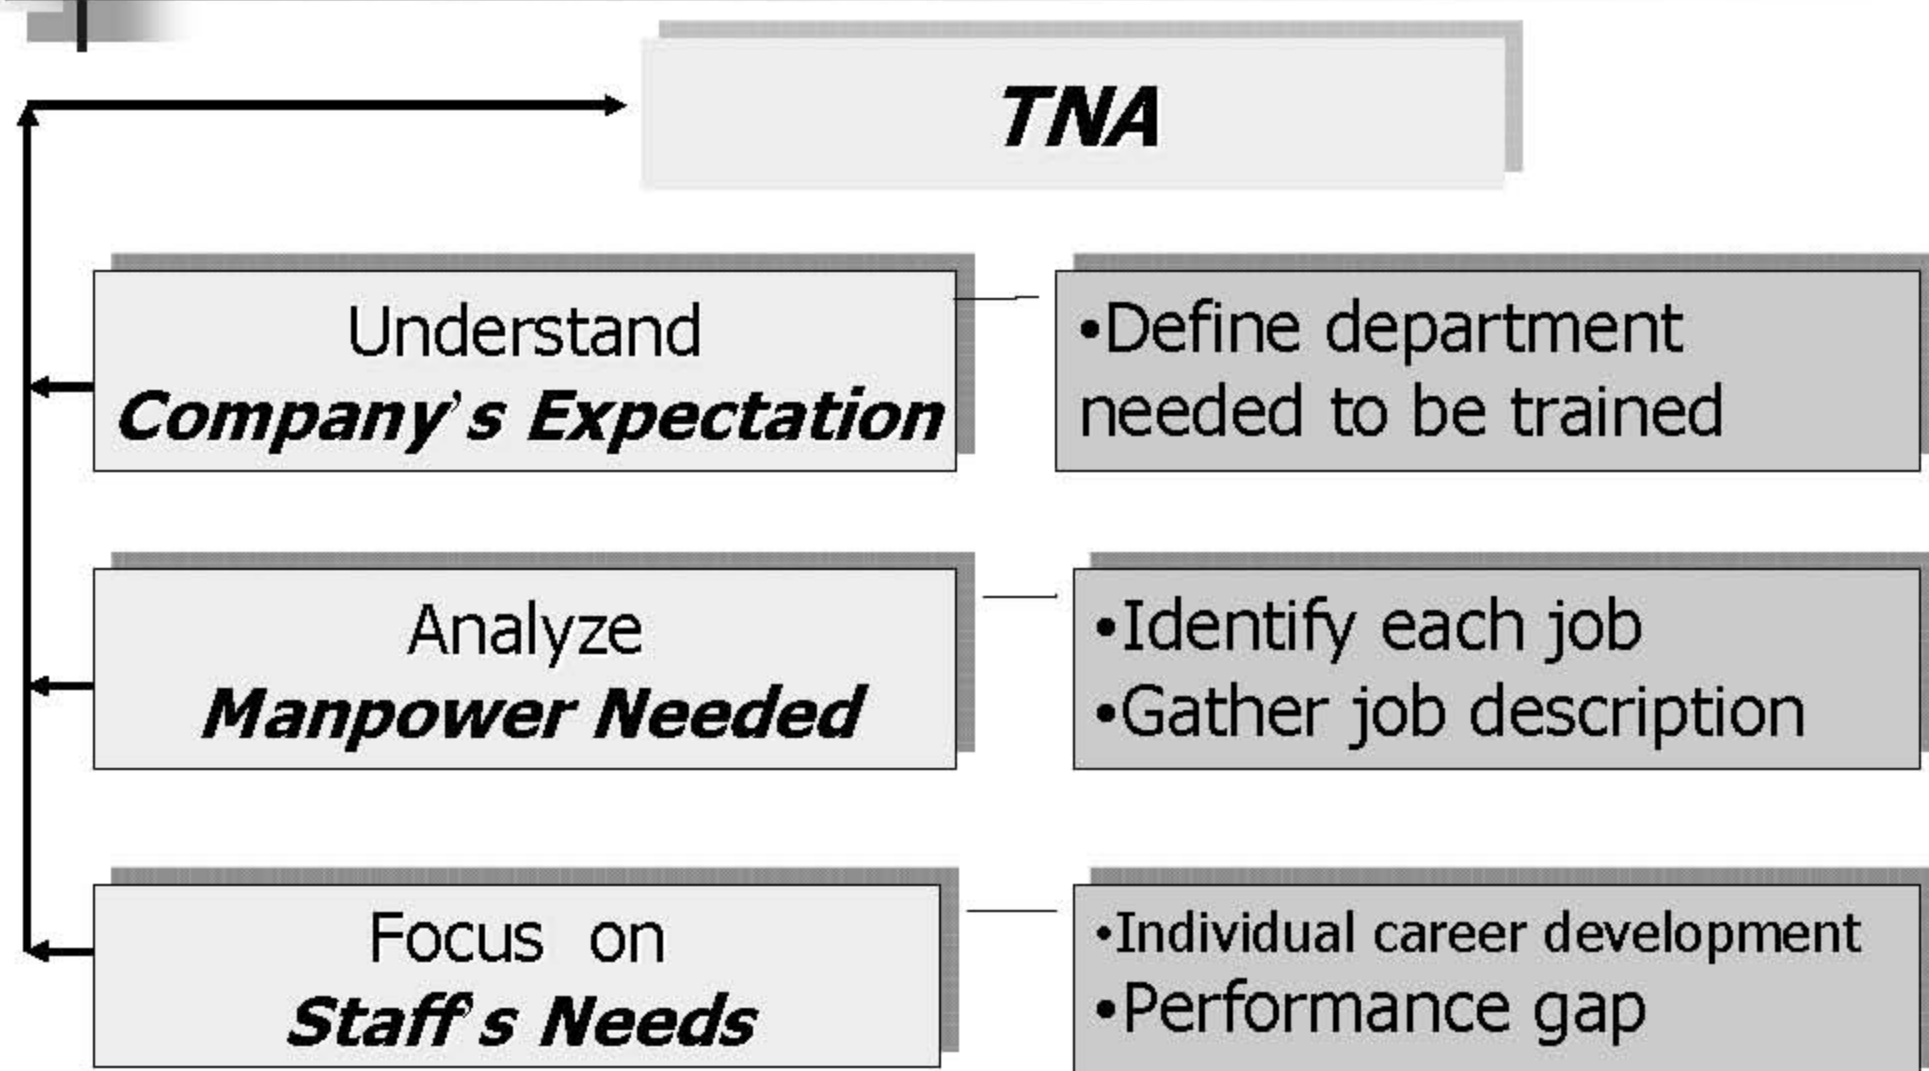 TNA
Understand
Company's Expectation
•Define department
needed to be trained
Analyze
Manpower Needed
•Identify each job
•Gather job description
Focus on
Staff's Needs
•Individual career development
•Performance gap